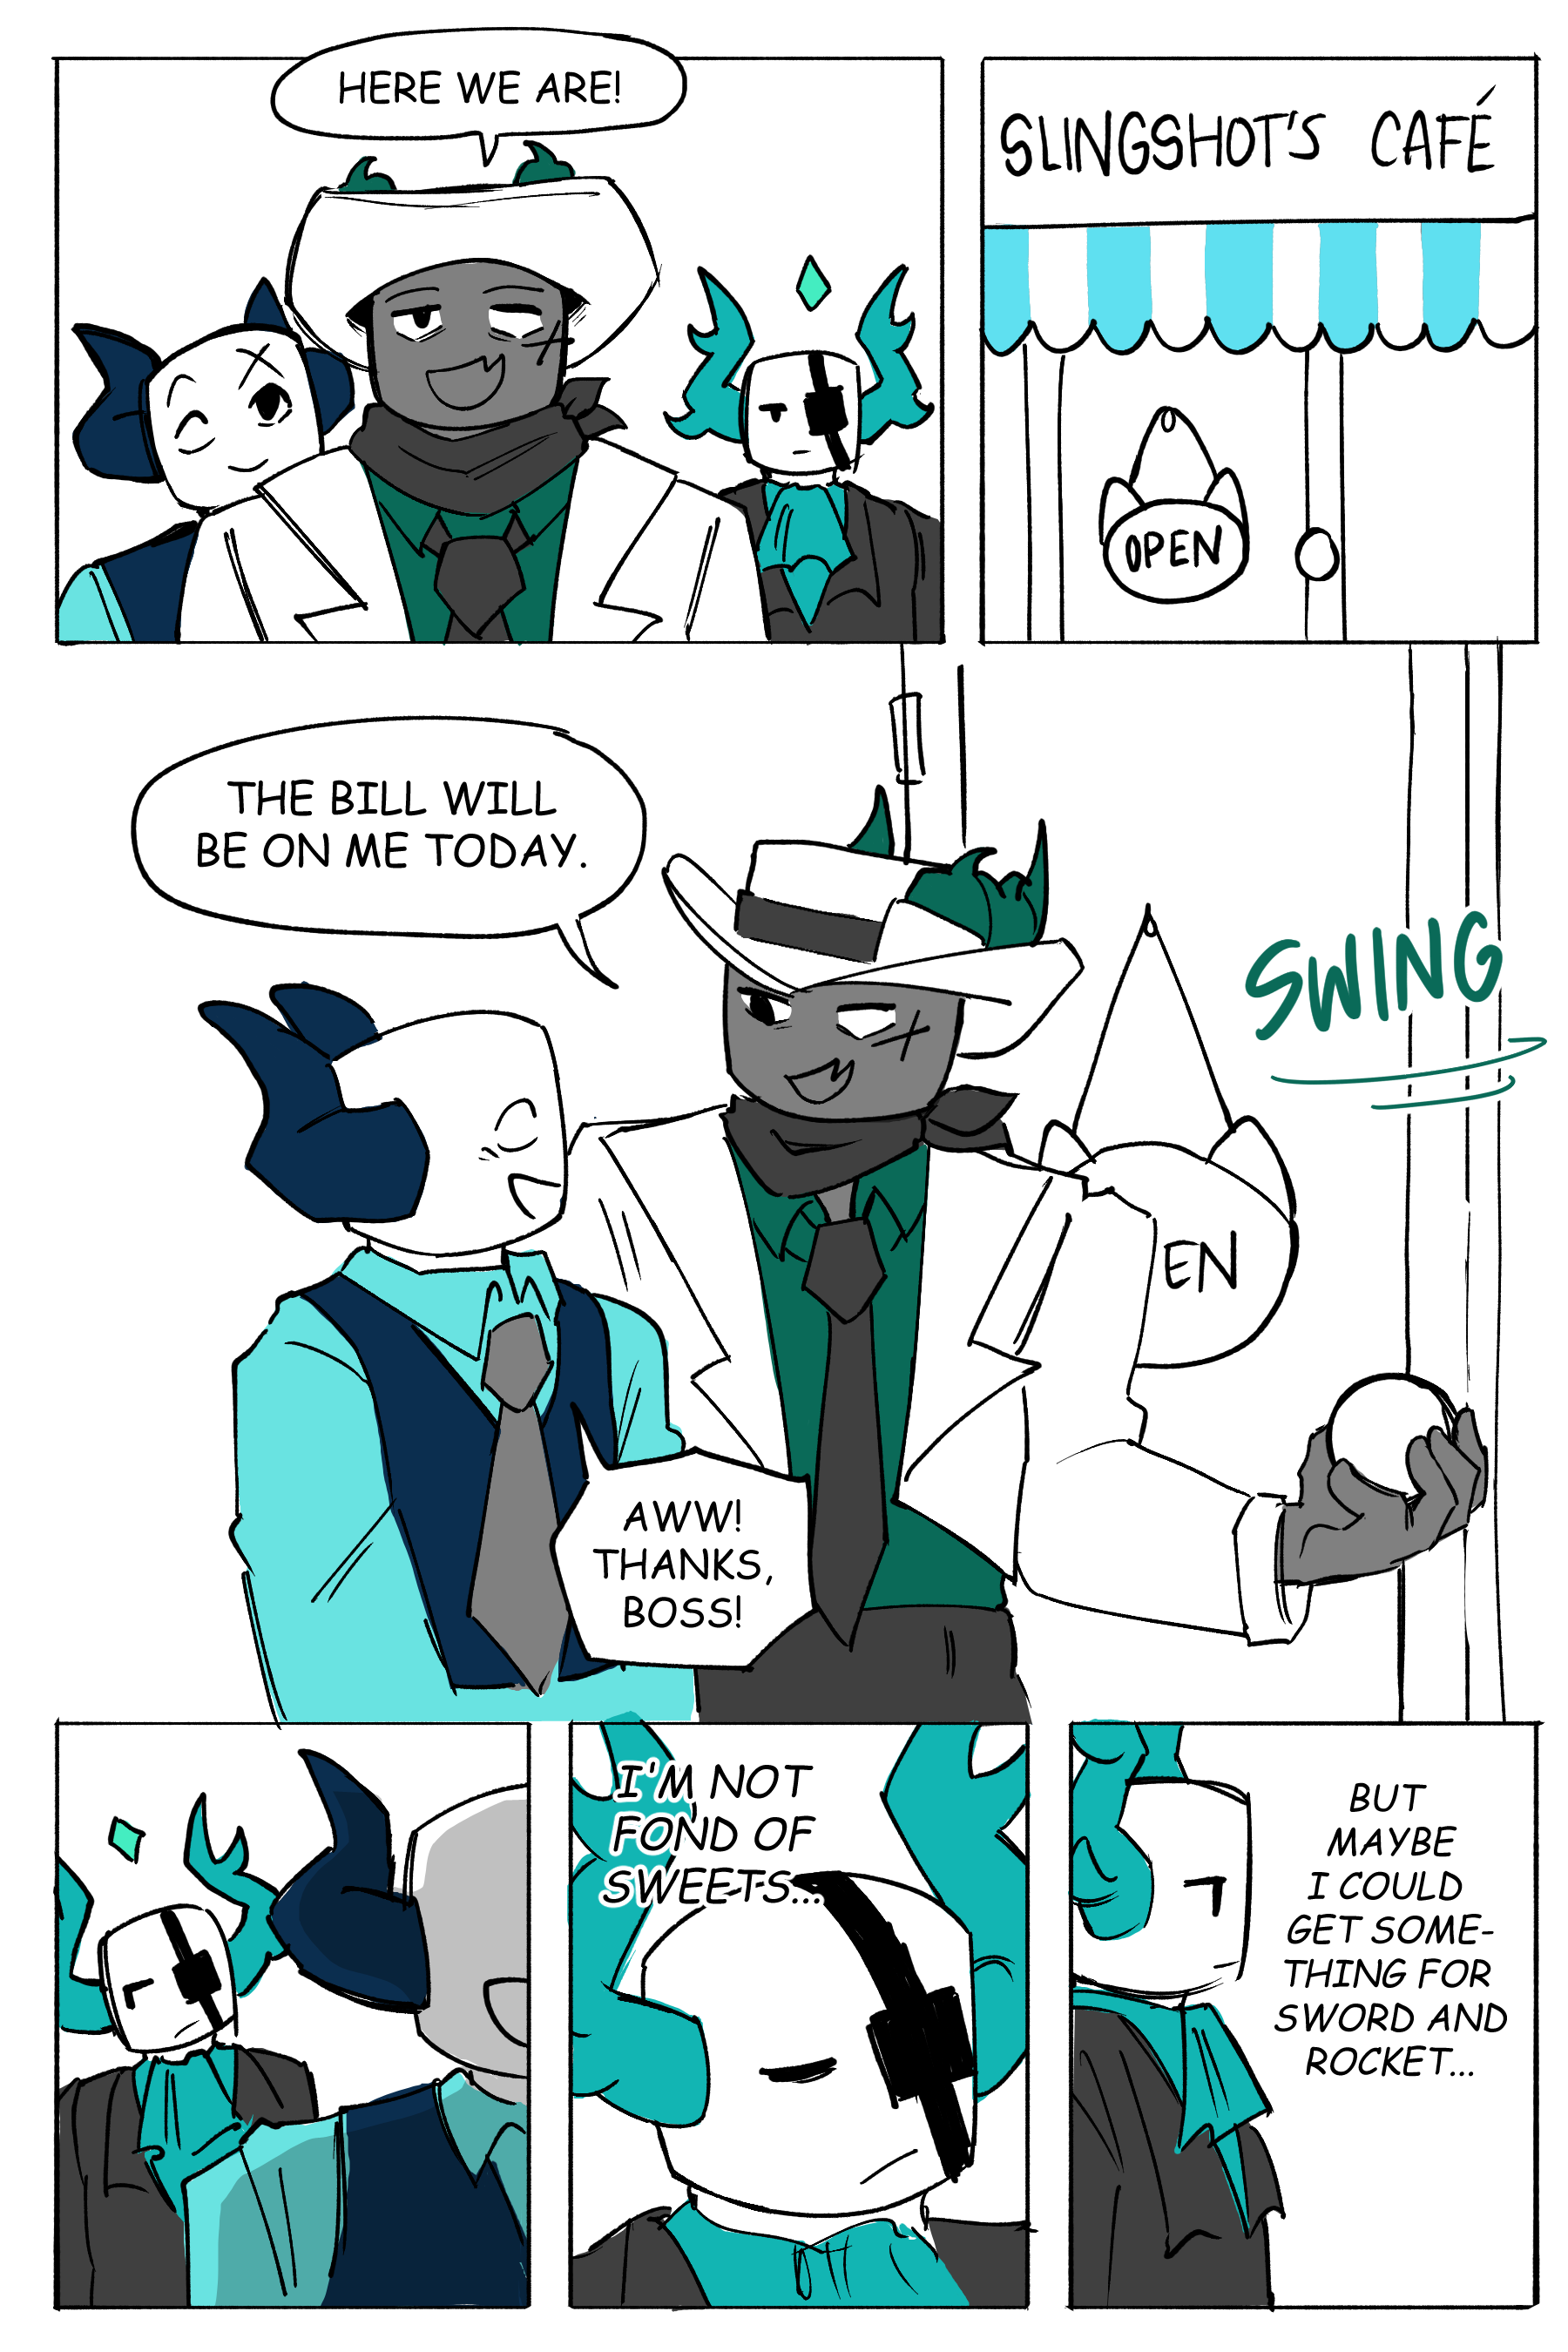 HERE WE ARE!
SLINGSHOT'S CAFÉ
OPEN
THE BILL WILL
BE ON ME TODAY.
SWING
EN
AWW!
THANKS,
BOSS!
I'M NOT
FOND OF
SWEETS...
BUT
MAYBE
I COULD
GET SOME-
THING FOR
SWORD AND
ROCKET...